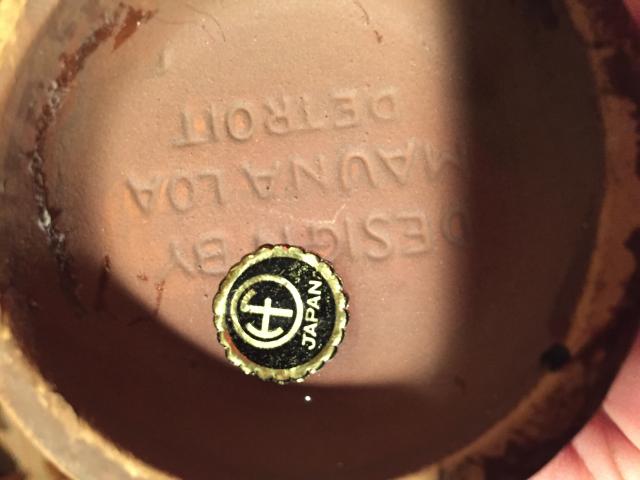 DESIGN BY
MAUNA LOA
DETROIT
JAPAN